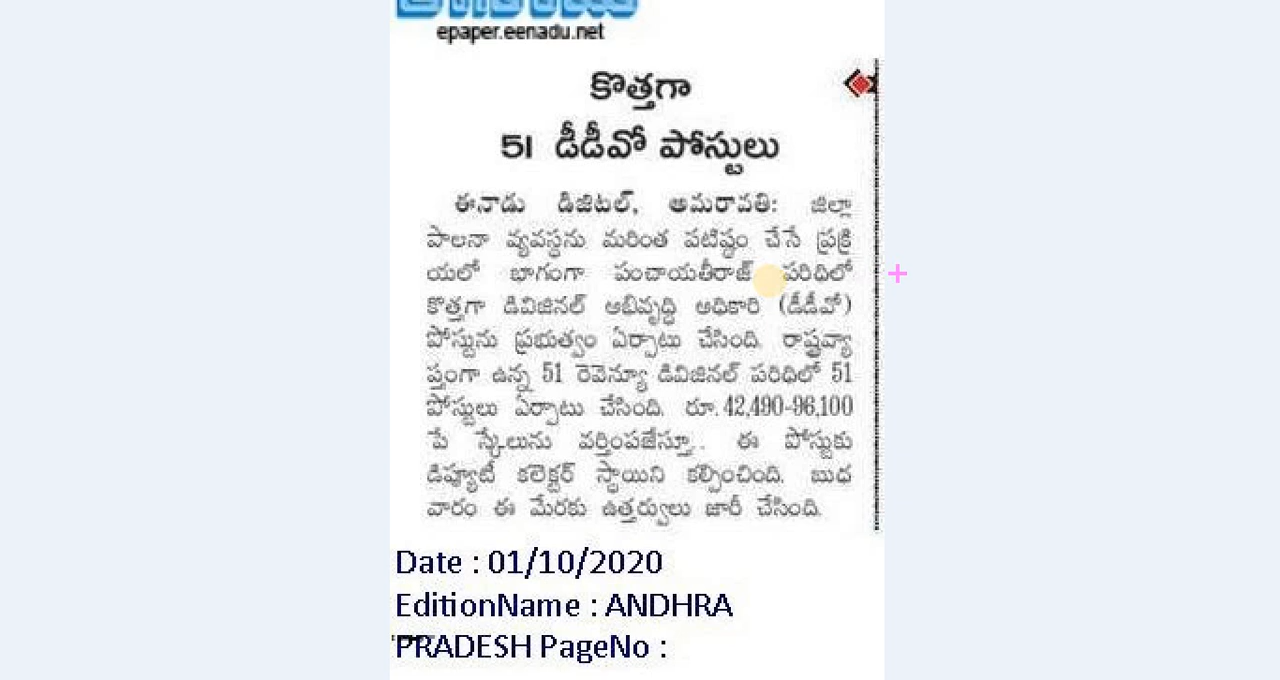 epaper.eenadu.net
కొత్తగా
51 డీడీవో పోస్టులు
ఈనాడు డిజిటల్, అమరావతి: జిల్లా
పాలనా వ్యవస్థను మరింత పటిష్ఠం చేసే ప్రక్రి
యలో భాగంగా పంచాయతీరాజ్ పరిధిలో
కొత్తగా డివిజినల్ అభివృద్ధి అధికారి (డీడీవో)
పోస్టును ప్రభుత్వం ఏర్పాటు చేసింది. రాష్ట్రవ్యా
ప్తంగా ఉన్న 51 రెవెన్యూ డివిజినల్ పరిధిలో 51
పోస్టులు ఏర్పాటు చేసింది. రూ.42,490-96,100
పే స్కేలును వర్తింపజేస్తూ.. ఈ పోస్టుకు
డిప్యూటీ కలెక్టర్ స్థాయిని కల్పించింది. బుధ
వారం ఈ మేరకు ఉత్తర్వులు జారీ చేసింది.
Date : 01/10/2020
EditionName : ANDHRA
PRADESH PageNo :